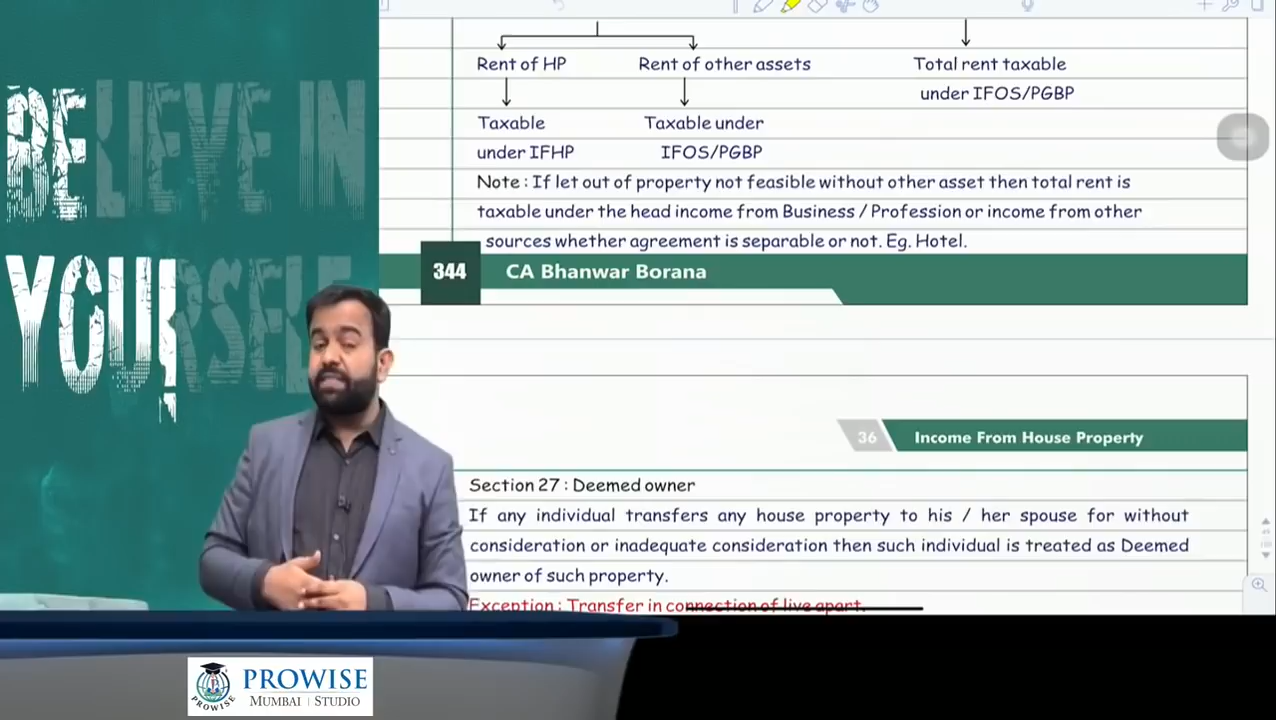 BELIEVE IN
YOURSELF
Rent of HP
Rent of other assets
Total rent taxable
under IFOS/PGBP
Taxable
under IFHP
Taxable under
IFOS/PGBP
Note : If let out of property not feasible without other asset then total rent is
taxable under the head income from Business / Profession or income from other
sources whether agreement is separable or not. Eg. Hotel.
344 CA Bhanwar Borana
36 Income From House Property
Section 27 : Deemed owner
If any individual transfers any house property to his / her spouse for without
consideration or inadequate consideration then such individual is treated as Deemed
owner of such property.
Exception : Transfer in connection of live apart.
PROWISE
PROWISE
MUMBAI | STUDIO